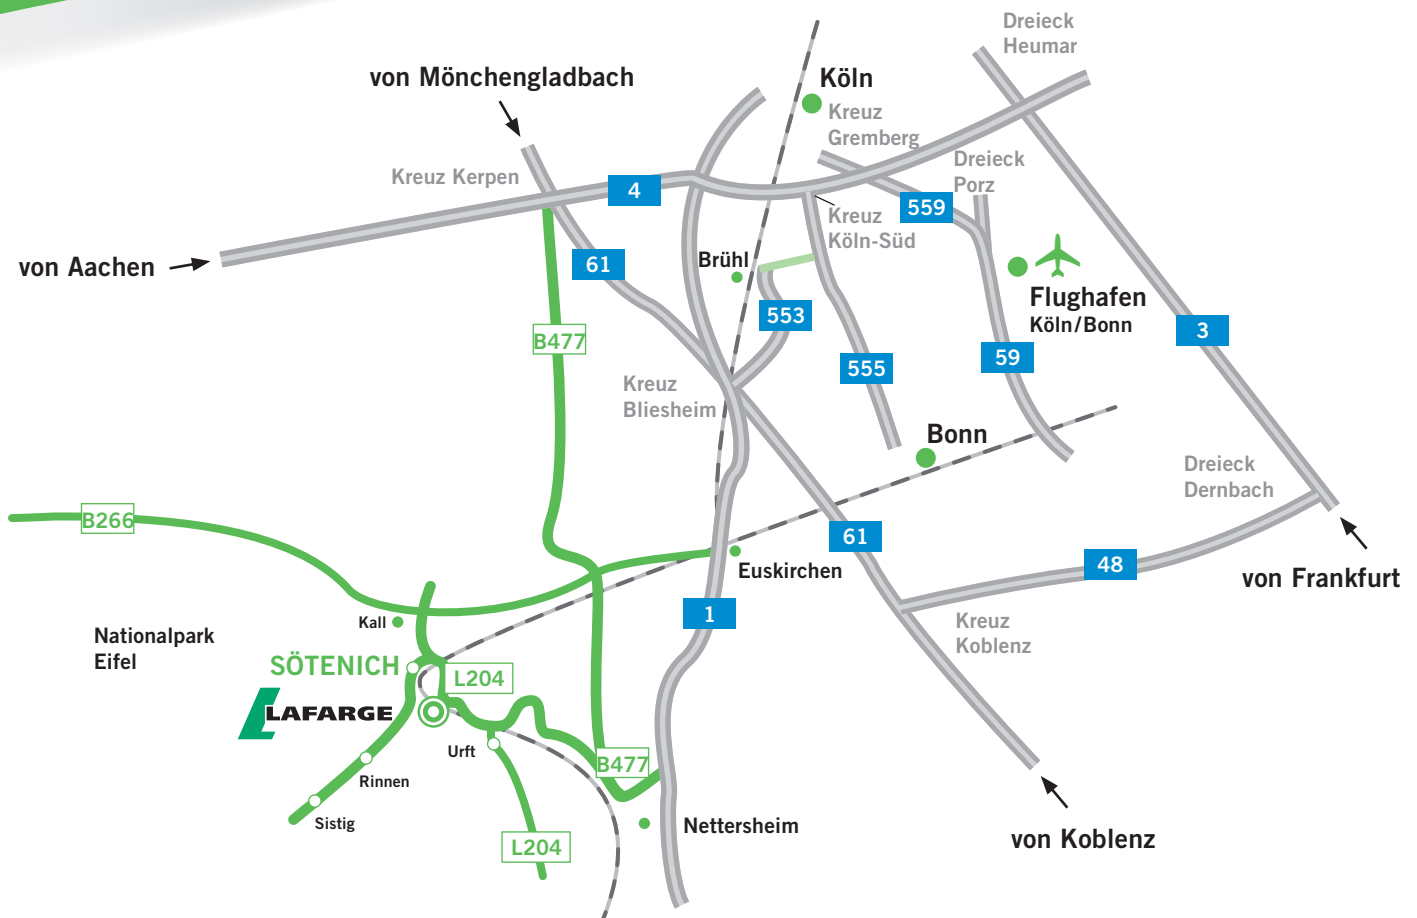 Dreieck
Heumar
von Mönchengladbach
Köln
Kreuz
Gremberg
Dreieck
Porz
Kreuz Kerpen
4
559
Kreuz
Köln-Süd
von Aachen
61
Brühl
Flughafen
Köln/Bonn
553
3
B477
59
555
Kreuz
Bliesheim
Bonn
Dreieck
Dernbach
B266
61
48
Euskirchen
von Frankfurt
1
Kall
Nationalpark
Eifel
Kreuz
Koblenz
SÖTENICH
L204
LAFARGE
Urft
B477
Rinnen
Sistig
Nettersheim
von Koblenz
L204